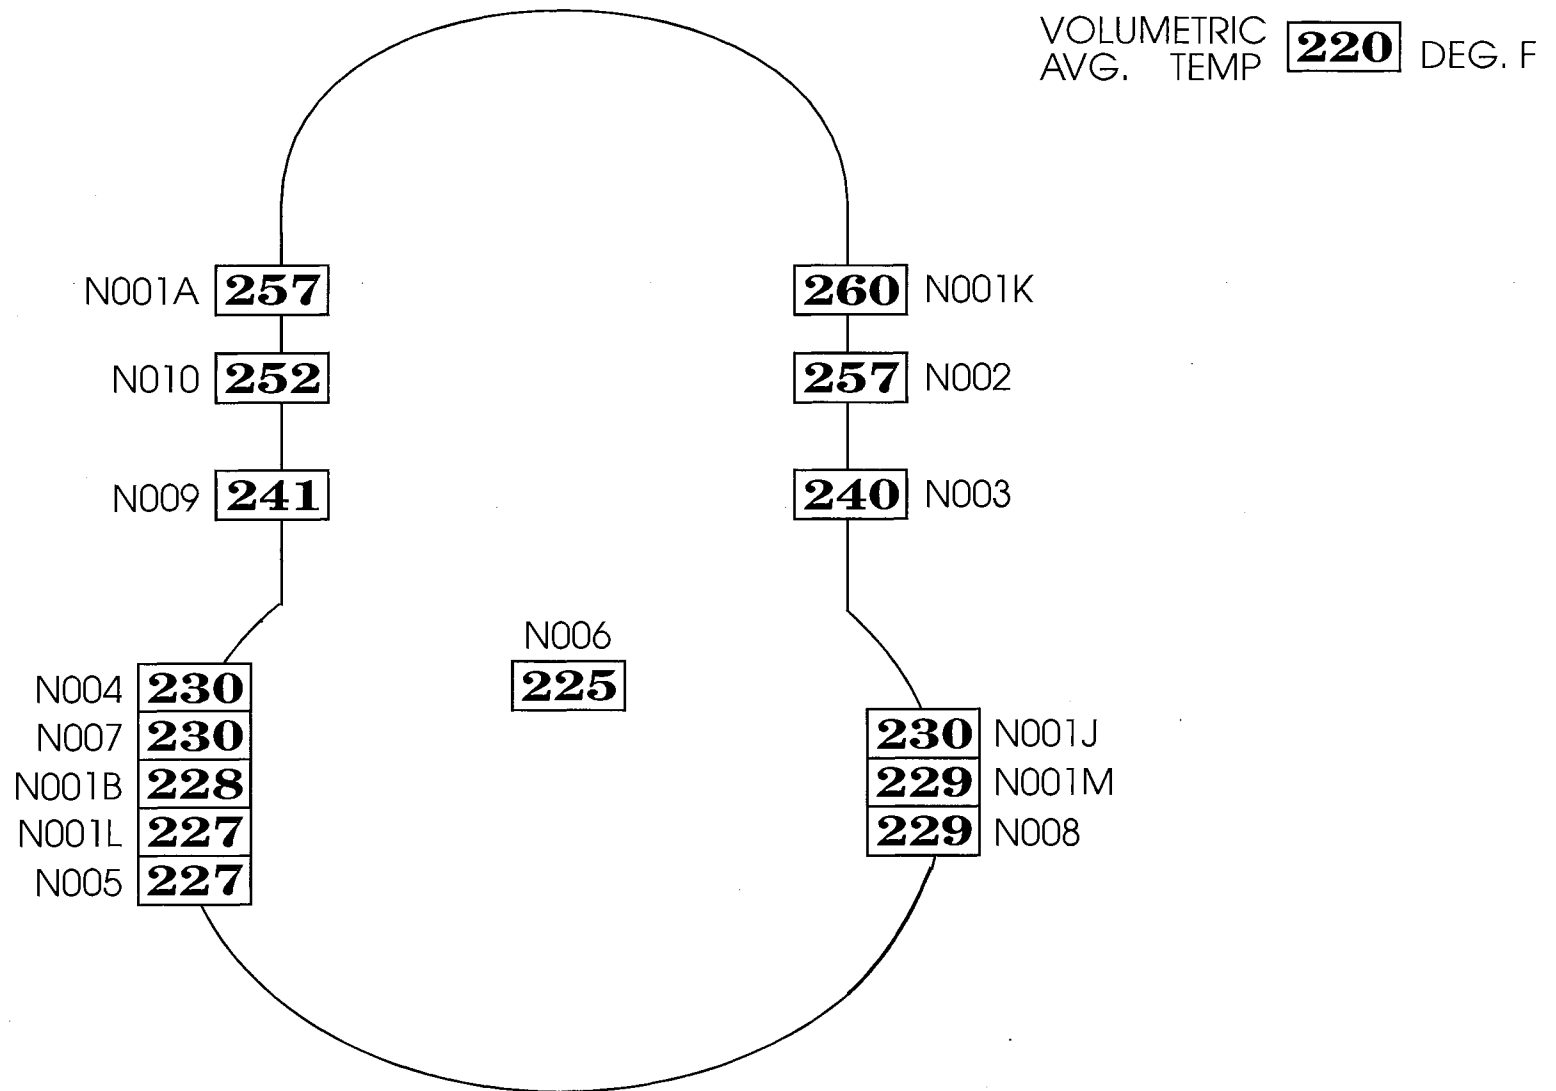 VOLUMETRIC
AVG. TEMP 220 DEG. F
N001A 257
260 N001K
N010 252
257 N002
N009 241
240 N003
N006
225
N004 230
N007 230
N001B 228
N001L 227
N005 227
230 N001J
229 N001M
229 N008